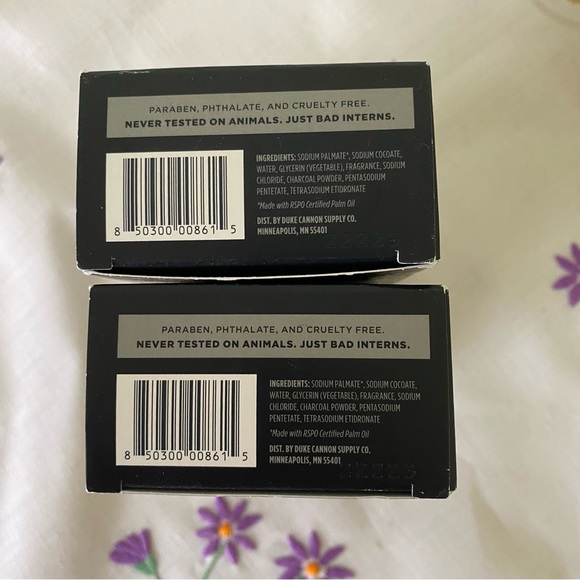 PARABEN, PHTHALATE, AND CRUELTY FREE.
NEVER TESTED ON ANIMALS. JUST BAD INTERNS.
INGREDIENTS: SODIUM PALMATE*, SODIUM COCOATE,
WATER, GLYCERIN (VEGETABLE), FRAGRANCE, SODIUM
CHLORIDE, CHARCOAL POWDER, PENTASODIUM
PENTETATE, TETRASODIUM ETIDRONATE
*Made with RSPO Certified Palm Oil
DIST. BY DUKE CANNON SUPPLY CO.
MINNEAPOLIS, MN 55401
8 50300 00861 5
PARABEN, PHTHALATE, AND CRUELTY FREE.
NEVER TESTED ON ANIMALS. JUST BAD INTERNS.
INGREDIENTS: SODIUM PALMATE*, SODIUM COCOATE,
WATER, GLYCERIN (VEGETABLE), FRAGRANCE, SODIUM
CHLORIDE, CHARCOAL POWDER, PENTASODIUM
PENTETATE, TETRASODIUM ETIDRONATE
*Made with RSPO Certified Palm Oil
DIST. BY DUKE CANNON SUPPLY CO.
MINNEAPOLIS, MN 55401
8 50300 00861 5